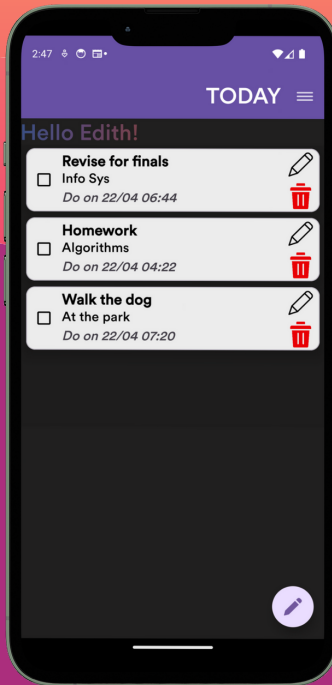 2:47
TODAY
Hello Edith!
Revise for finals
Info Sys
Do on 22/04 06:44
Homework
Algorithms
Do on 22/04 04:22
Walk the dog
At the park
Do on 22/04 07:20